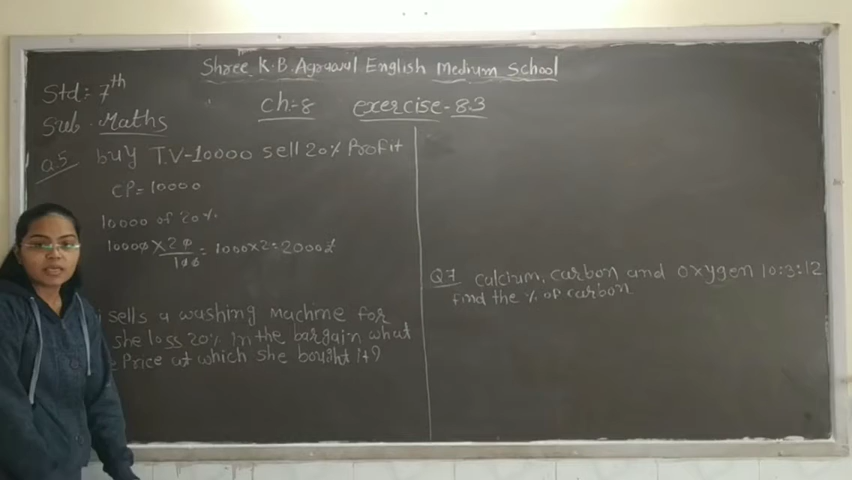 Shree. K.B. Agrawal English Medium School
Std:- 7th
Sub - Maths
Ch-8 exercise-8.3
Q.5 buy T.V-10000 sell 20% Profit
CP=10000
10000 of 20%
10000 × 20/100 = 1000×2=2000₹
sells a washing machine for
she loss 20% in the bargain what
Price at which she bought it?
Q7 Calcium, carbon and oxygen 10:3:12
find the % of carbon